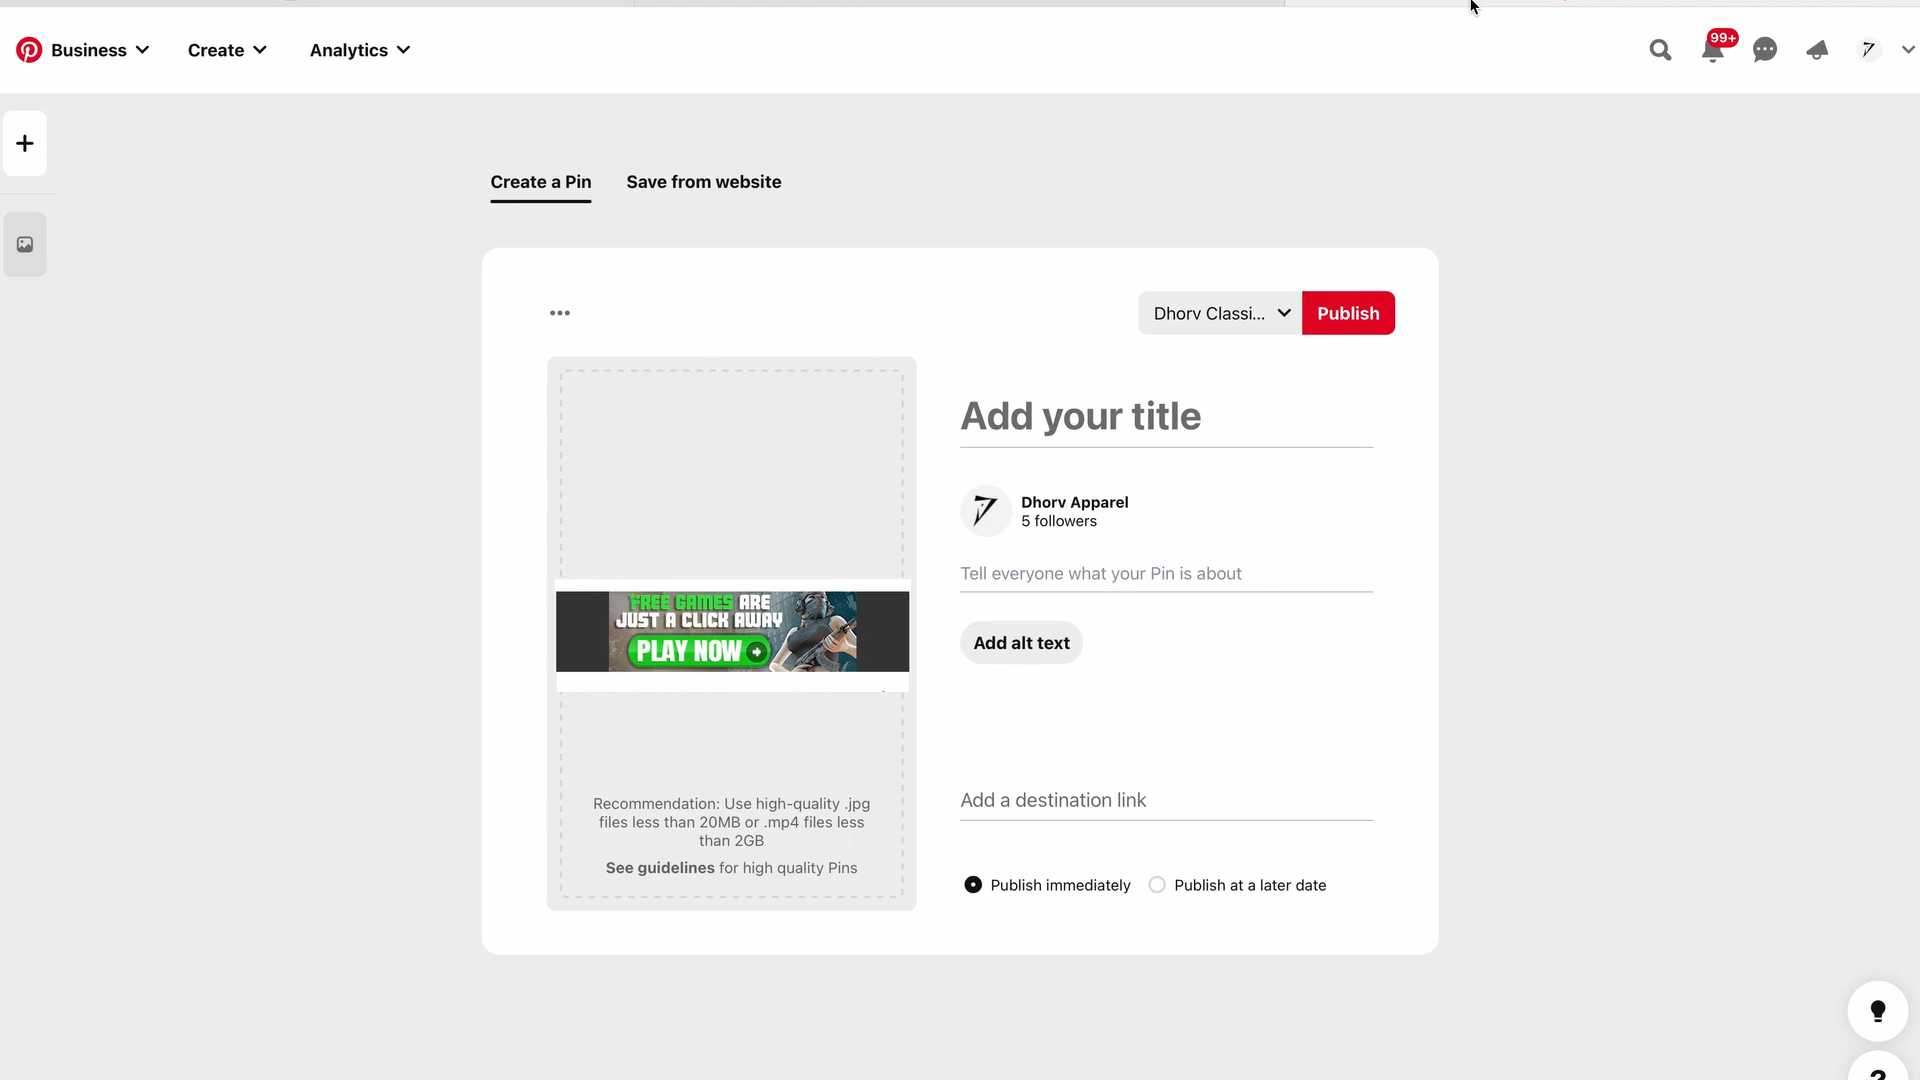 Business
Create
Analytics
99+
Create a Pin
Save from website
Dhorv Classi...
Publish
Add your title
Dhorv Apparel
5 followers
Tell everyone what your Pin is about
FREE GAMES ARE
JUST A CLICK AWAY
PLAY NOW
Add alt text
Add a destination link
Recommendation: Use high-quality .jpg
files less than 20MB or .mp4 files less
than 2GB
See guidelines for high quality Pins
Publish immediately
Publish at a later date
?